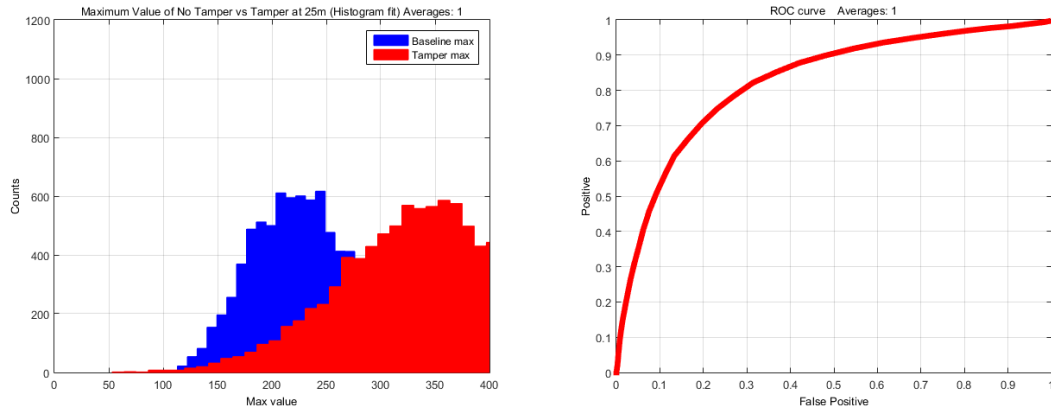 Maximum Value of No Tamper vs Tamper at 25m (Histogram fit) Averages: 1
1200
1000
800
600
400
200
0
Counts
Baseline max
Tamper max
0 50 100 150 200 250 300 350 400
Max value
ROC curve Averages: 1
1
0.9
0.8
0.7
0.6
0.5
0.4
0.3
0.2
0.1
0
Positive
0 0.1 0.2 0.3 0.4 0.5 0.6 0.7 0.8 0.9 1
False Positive